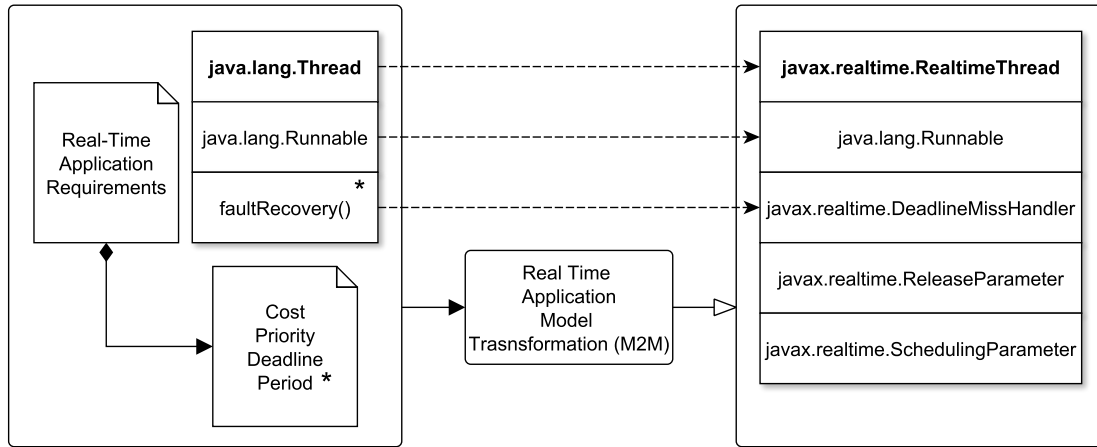 java.lang.Thread
java.lang.Runnable
*
faultRecovery()
Real-Time
Application
Requirements
Cost
Priority
Deadline
Period *
Real Time
Application
Model
Trasnsformation (M2M)
javax.realtime.RealtimeThread
java.lang.Runnable
javax.realtime.DeadlineMissHandler
javax.realtime.ReleaseParameter
javax.realtime.SchedulingParameter